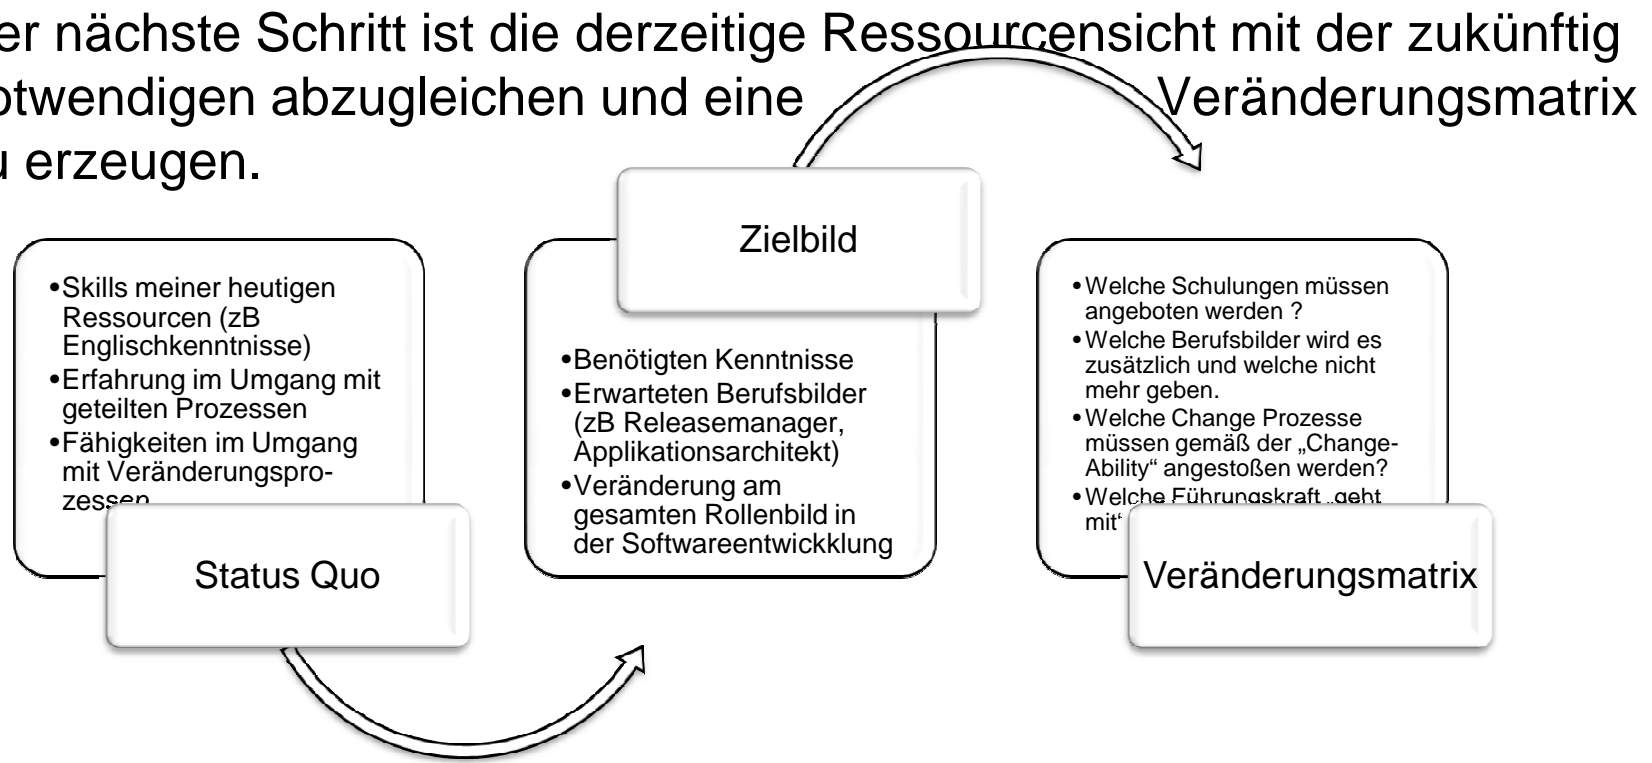 er nächste Schritt ist die derzeitige Ressourcensicht mit der zukünftig
otwendigen abzugleichen und eine Veränderungsmatrix
u erzeugen.
•Skills meiner heutigen
Ressourcen (zB
Englischkenntnisse)
•Erfahrung im Umgang mit
geteilten Prozessen
•Fähigkeiten im Umgang
mit Veränderungspro-
zessen
Status Quo
Zielbild
•Benötigten Kenntnisse
•Erwarteten Berufsbilder
(zB Releasemanager,
Applikationsarchitekt)
•Veränderung am
gesamten Rollenbild in
der Softwareentwickklung
•Welche Schulungen müssen
angeboten werden ?
•Welche Berufsbilder wird es
zusätzlich und welche nicht
mehr geben.
•Welche Change Prozesse
müssen gemäß der „Change-
Ability“ angestoßen werden?
•Welche Führungskraft „geht
mit“
Veränderungsmatrix